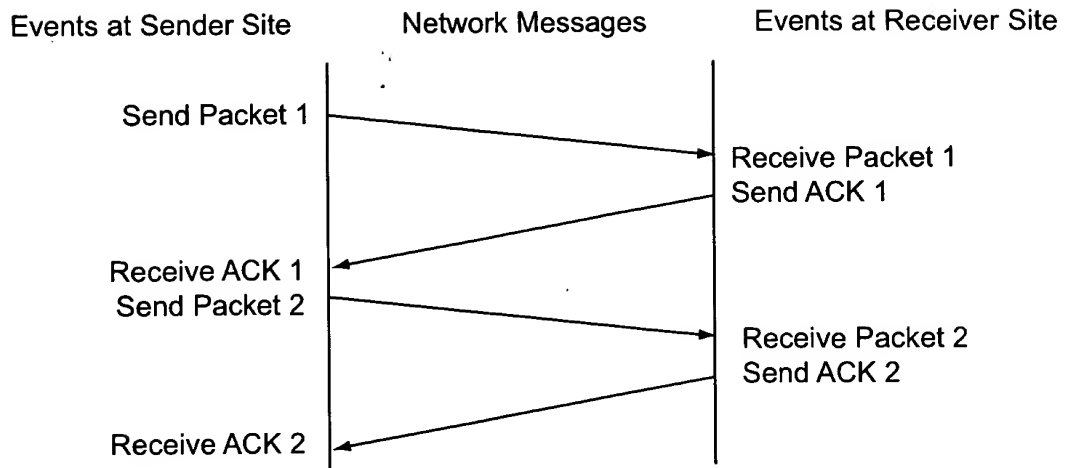 Events at Sender Site
Network Messages
Events at Receiver Site
Send Packet 1
Receive Packet 1
Send ACK 1
Receive ACK 1
Send Packet 2
Receive Packet 2
Send ACK 2
Receive ACK 2